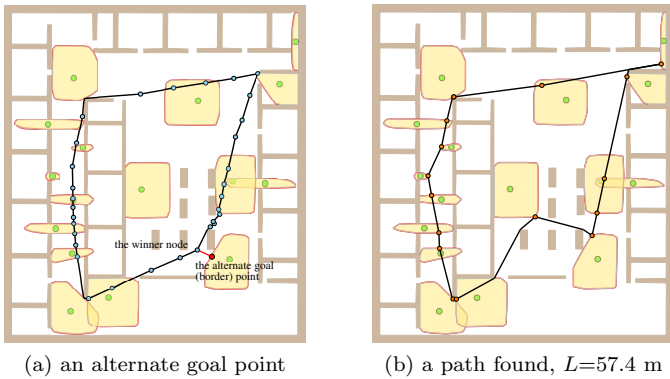 the winner node
the alternate goal
(border) point
(a) an alternate goal point
(b) a path found, L=57.4 m